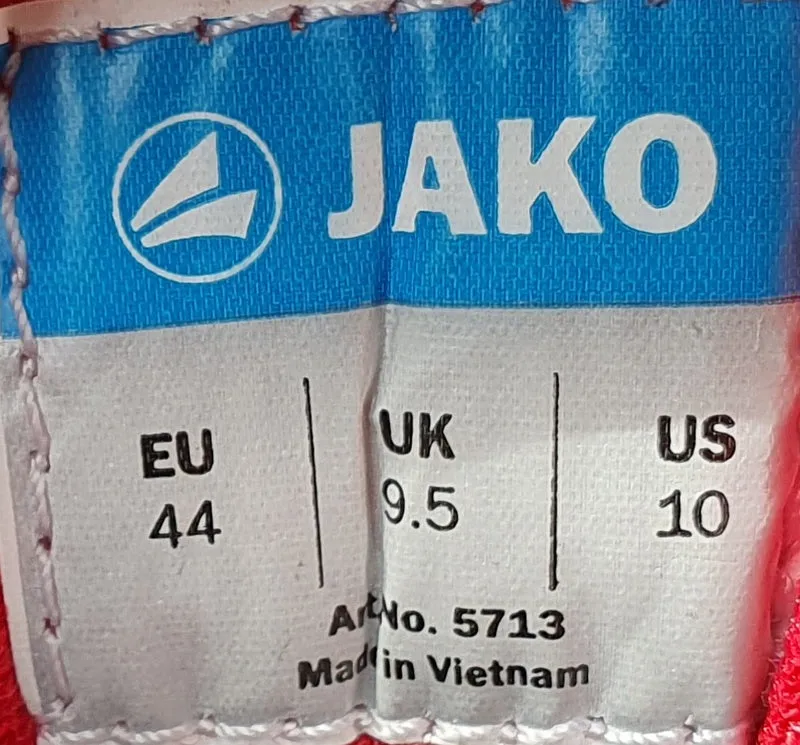 JAKO
EU UK US
44 9.5 10
Art. No. 5713
Made in Vietnam